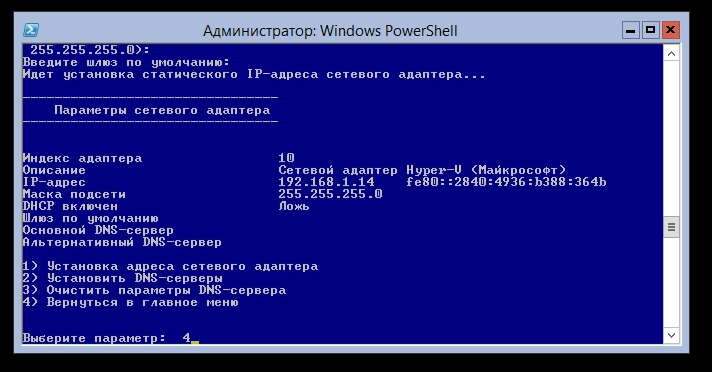 Администратор: Windows PowerShell
255.255.255.0):
Введите шлюз по умолчанию:
Идет установка статического IP-адреса сетевого адаптера...
--------------------------------
Параметры сетевого адаптера
--------------------------------
Индекс адаптера 10
Описание Сетевой адаптер Hyper-V (Майкрософт)
IP-адрес 192.168.1.14 fe80::2840:4936:b388:364b
Маска подсети 255.255.255.0
DHCP включен Ложь
Шлюз по умолчанию
Основной DNS-сервер
Альтернативный DNS-сервер
1) Установка адреса сетевого адаптера
2) Установить DNS-серверы
3) Очистить параметры DNS-сервера
4) Вернуться в главное меню
Выберите параметр: 4_